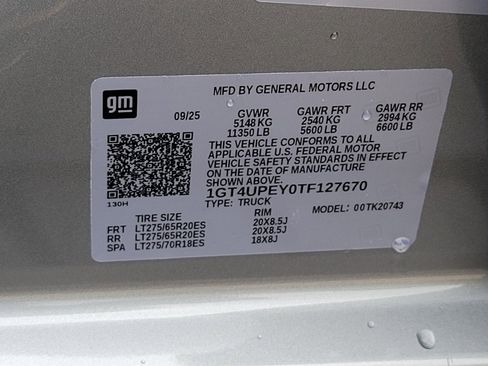 gm
MFD BY GENERAL MOTORS LLC
09/25 GVWR GAWR FRT GAWR RR
5148 KG 2540 KG 2994 KG
11350 LB 5600 LB 6600 LB
THIS VEHICLE CONFORMS TO ALL
APPLICABLE U.S. FEDERAL MOTOR
VEHICLE SAFETY STANDARDS IN EFFECT
ON THE DATE OF MANUFACTURE
SHOWN ABOVE.
1GT4UPEY0TF127670
130H TYPE: TRUCK MODEL: 00TK20743
TIRE SIZE RIM
FRT LT275/65R20ES 20X8.5J
RR LT275/65R20ES 20X8.5J
SPA LT275/70R18ES 18X8J